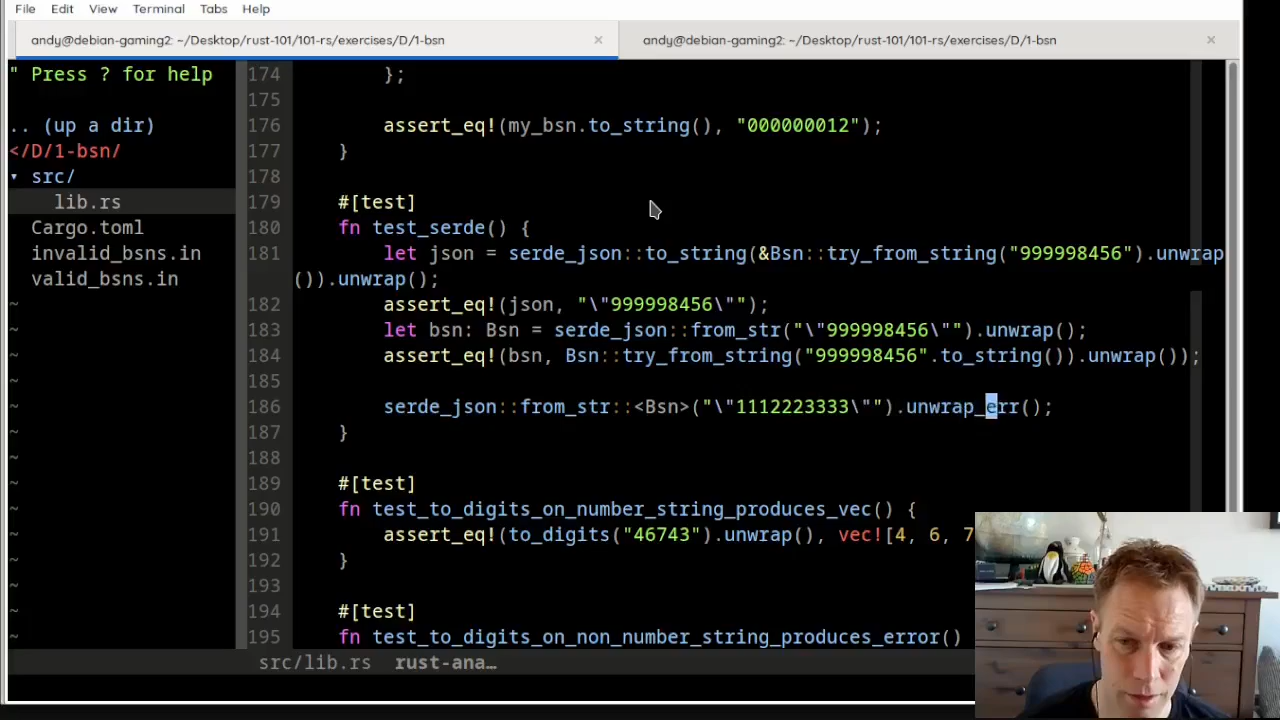 File Edit View Terminal Tabs Help
andy@debian-gaming2: ~/Desktop/rust-101/101-rs/exercises/D/1-bsn
andy@debian-gaming2: ~/Desktop/rust-101/101-rs/exercises/D/1-bsn
" Press ? for help
.. (up a dir)
</D/1-bsn/
▾ src/
lib.rs
Cargo.toml
invalid_bsns.in
valid_bsns.in
~
~
~
~
~
~
~
~
~
~
~
~
~
174 };
175
176 assert_eq!(my_bsn.to_string(), "000000012");
177 }
178
179 #[test]
180 fn test_serde() {
181 let json = serde_json::to_string(&Bsn::try_from_string("999998456").unwrap
()).unwrap();
182 assert_eq!(json, "\"999998456\"");
183 let bsn: Bsn = serde_json::from_str("\"999998456\"").unwrap();
184 assert_eq!(bsn, Bsn::try_from_string("999998456".to_string()).unwrap());
185
186 serde_json::from_str::<Bsn>("\"1112223333\"").unwrap_err();
187 }
188
189 #[test]
190 fn test_to_digits_on_number_string_produces_vec() {
191 assert_eq!(to_digits("46743").unwrap(), vec![4, 6, 7
192 }
193
194 #[test]
195 fn test_to_digits_on_non_number_string_produces_error()
src/lib.rs rust-ana…